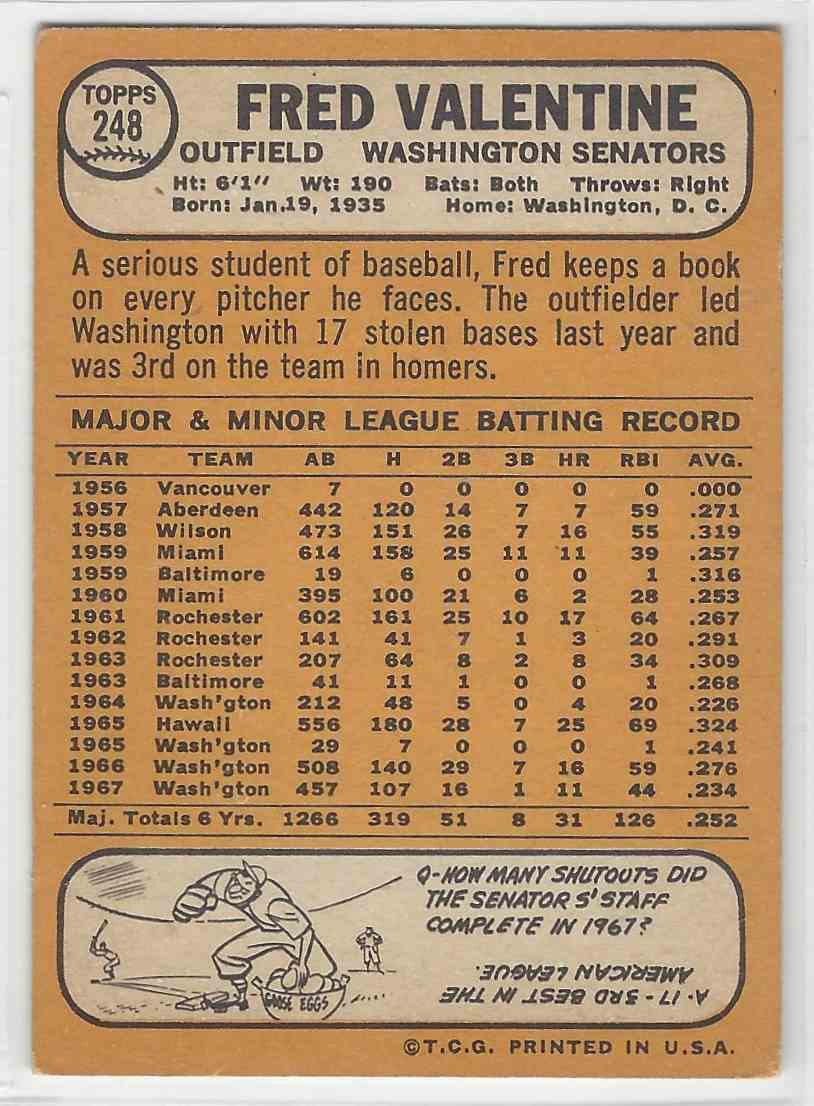 TOPPS
248
FRED VALENTINE
OUTFIELD WASHINGTON SENATORS
Ht: 6'1" Wt: 190 Bats: Both Throws: Right
Born: Jan.19, 1935 Home: Washington, D. C.
A serious student of baseball, Fred keeps a book
on every pitcher he faces. The outfielder led
Washington with 17 stolen bases last year and
was 3rd on the team in homers.
MAJOR & MINOR LEAGUE BATTING RECORD
YEAR TEAM AB H 2B 3B HR RBI AVG.
1956 Vancouver 7 0 0 0 0 0 .000
1957 Aberdeen 442 120 14 7 7 59 .271
1958 Wilson 473 151 26 7 16 55 .319
1959 Miami 614 158 25 11 11 39 .257
1959 Baltimore 19 6 0 0 0 1 .316
1960 Miami 395 100 21 6 2 28 .253
1961 Rochester 602 161 25 10 17 64 .267
1962 Rochester 141 41 7 1 3 20 .291
1963 Rochester 207 64 8 2 8 34 .309
1963 Baltimore 41 11 1 0 0 1 .268
1964 Wash'gton 212 48 5 0 4 20 .226
1965 Hawaii 556 180 28 7 25 69 .324
1965 Wash'gton 29 7 0 0 0 1 .241
1966 Wash'gton 508 140 29 7 16 59 .276
1967 Wash'gton 457 107 16 1 11 44 .234
Maj. Totals 6 Yrs. 1266 319 51 8 31 126 .252
Q-HOW MANY SHUTOUTS DID
THE SENATORS' STAFF
COMPLETE IN 1967?
A-17 - 3RD BEST IN THE
AMERICAN LEAGUE.
GOOSE EGGS
©T.C.G. PRINTED IN U.S.A.